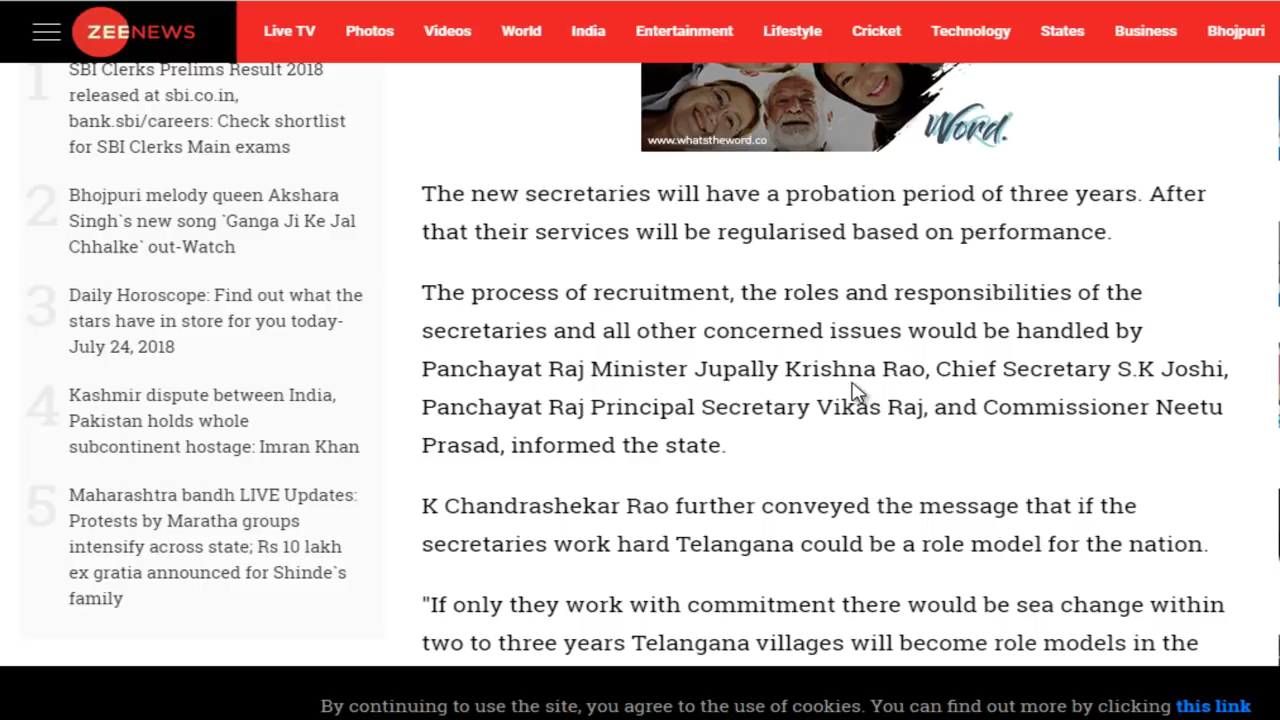 ZEENEWS
Live TV
Photos
Videos
World
India
Entertainment
Lifestyle
Cricket
Technology
States
Business
Bhojpuri
1
SBI Clerks Prelims Result 2018
released at sbi.co.in,
bank.sbi/careers: Check shortlist
for SBI Clerks Main exams
2
Bhojpuri melody queen Akshara
Singh`s new song `Ganga Ji Ke Jal
Chhalke` out-Watch
3
Daily Horoscope: Find out what the
stars have in store for you today-
July 24, 2018
4
Kashmir dispute between India,
Pakistan holds whole
subcontinent hostage: Imran Khan
5
Maharashtra bandh LIVE Updates:
Protests by Maratha groups
intensify across state; Rs 10 lakh
ex gratia announced for Shinde`s
family
www.whatstheword.co
Word.
The new secretaries will have a probation period of three years. After
that their services will be regularised based on performance.
The process of recruitment, the roles and responsibilities of the
secretaries and all other concerned issues would be handled by
Panchayat Raj Minister Jupally Krishna Rao, Chief Secretary S.K Joshi,
Panchayat Raj Principal Secretary Vikas Raj, and Commissioner Neetu
Prasad, informed the state.
K Chandrashekar Rao further conveyed the message that if the
secretaries work hard Telangana could be a role model for the nation.
"If only they work with commitment there would be sea change within
two to three years Telangana villages will become role models in the
By continuing to use the site, you agree to the use of cookies. You can find out more by clicking this link